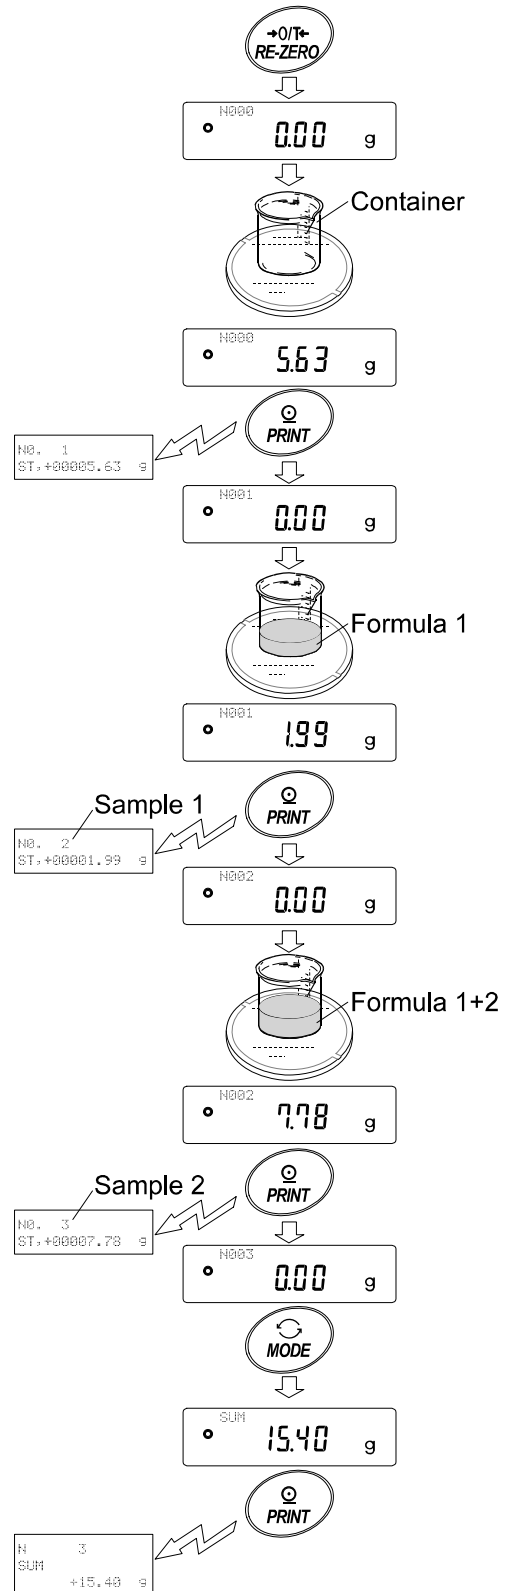 →0/T←
RE-ZERO
N000
0.00 g
Container
N000
5.63 g
PRINT
N0. 1
ST,+00005.63 g
N001
0.00 g
Formula 1
N001
1.99 g
PRINT
Sample 1
N0. 2
ST,+00001.99 g
N002
0.00 g
Formula 1+2
N002
7.78 g
PRINT
Sample 2
N0. 3
ST,+00007.78 g
N003
0.00 g
MODE
SUM
15.40 g
PRINT
N 3
SUM
+15.40 g